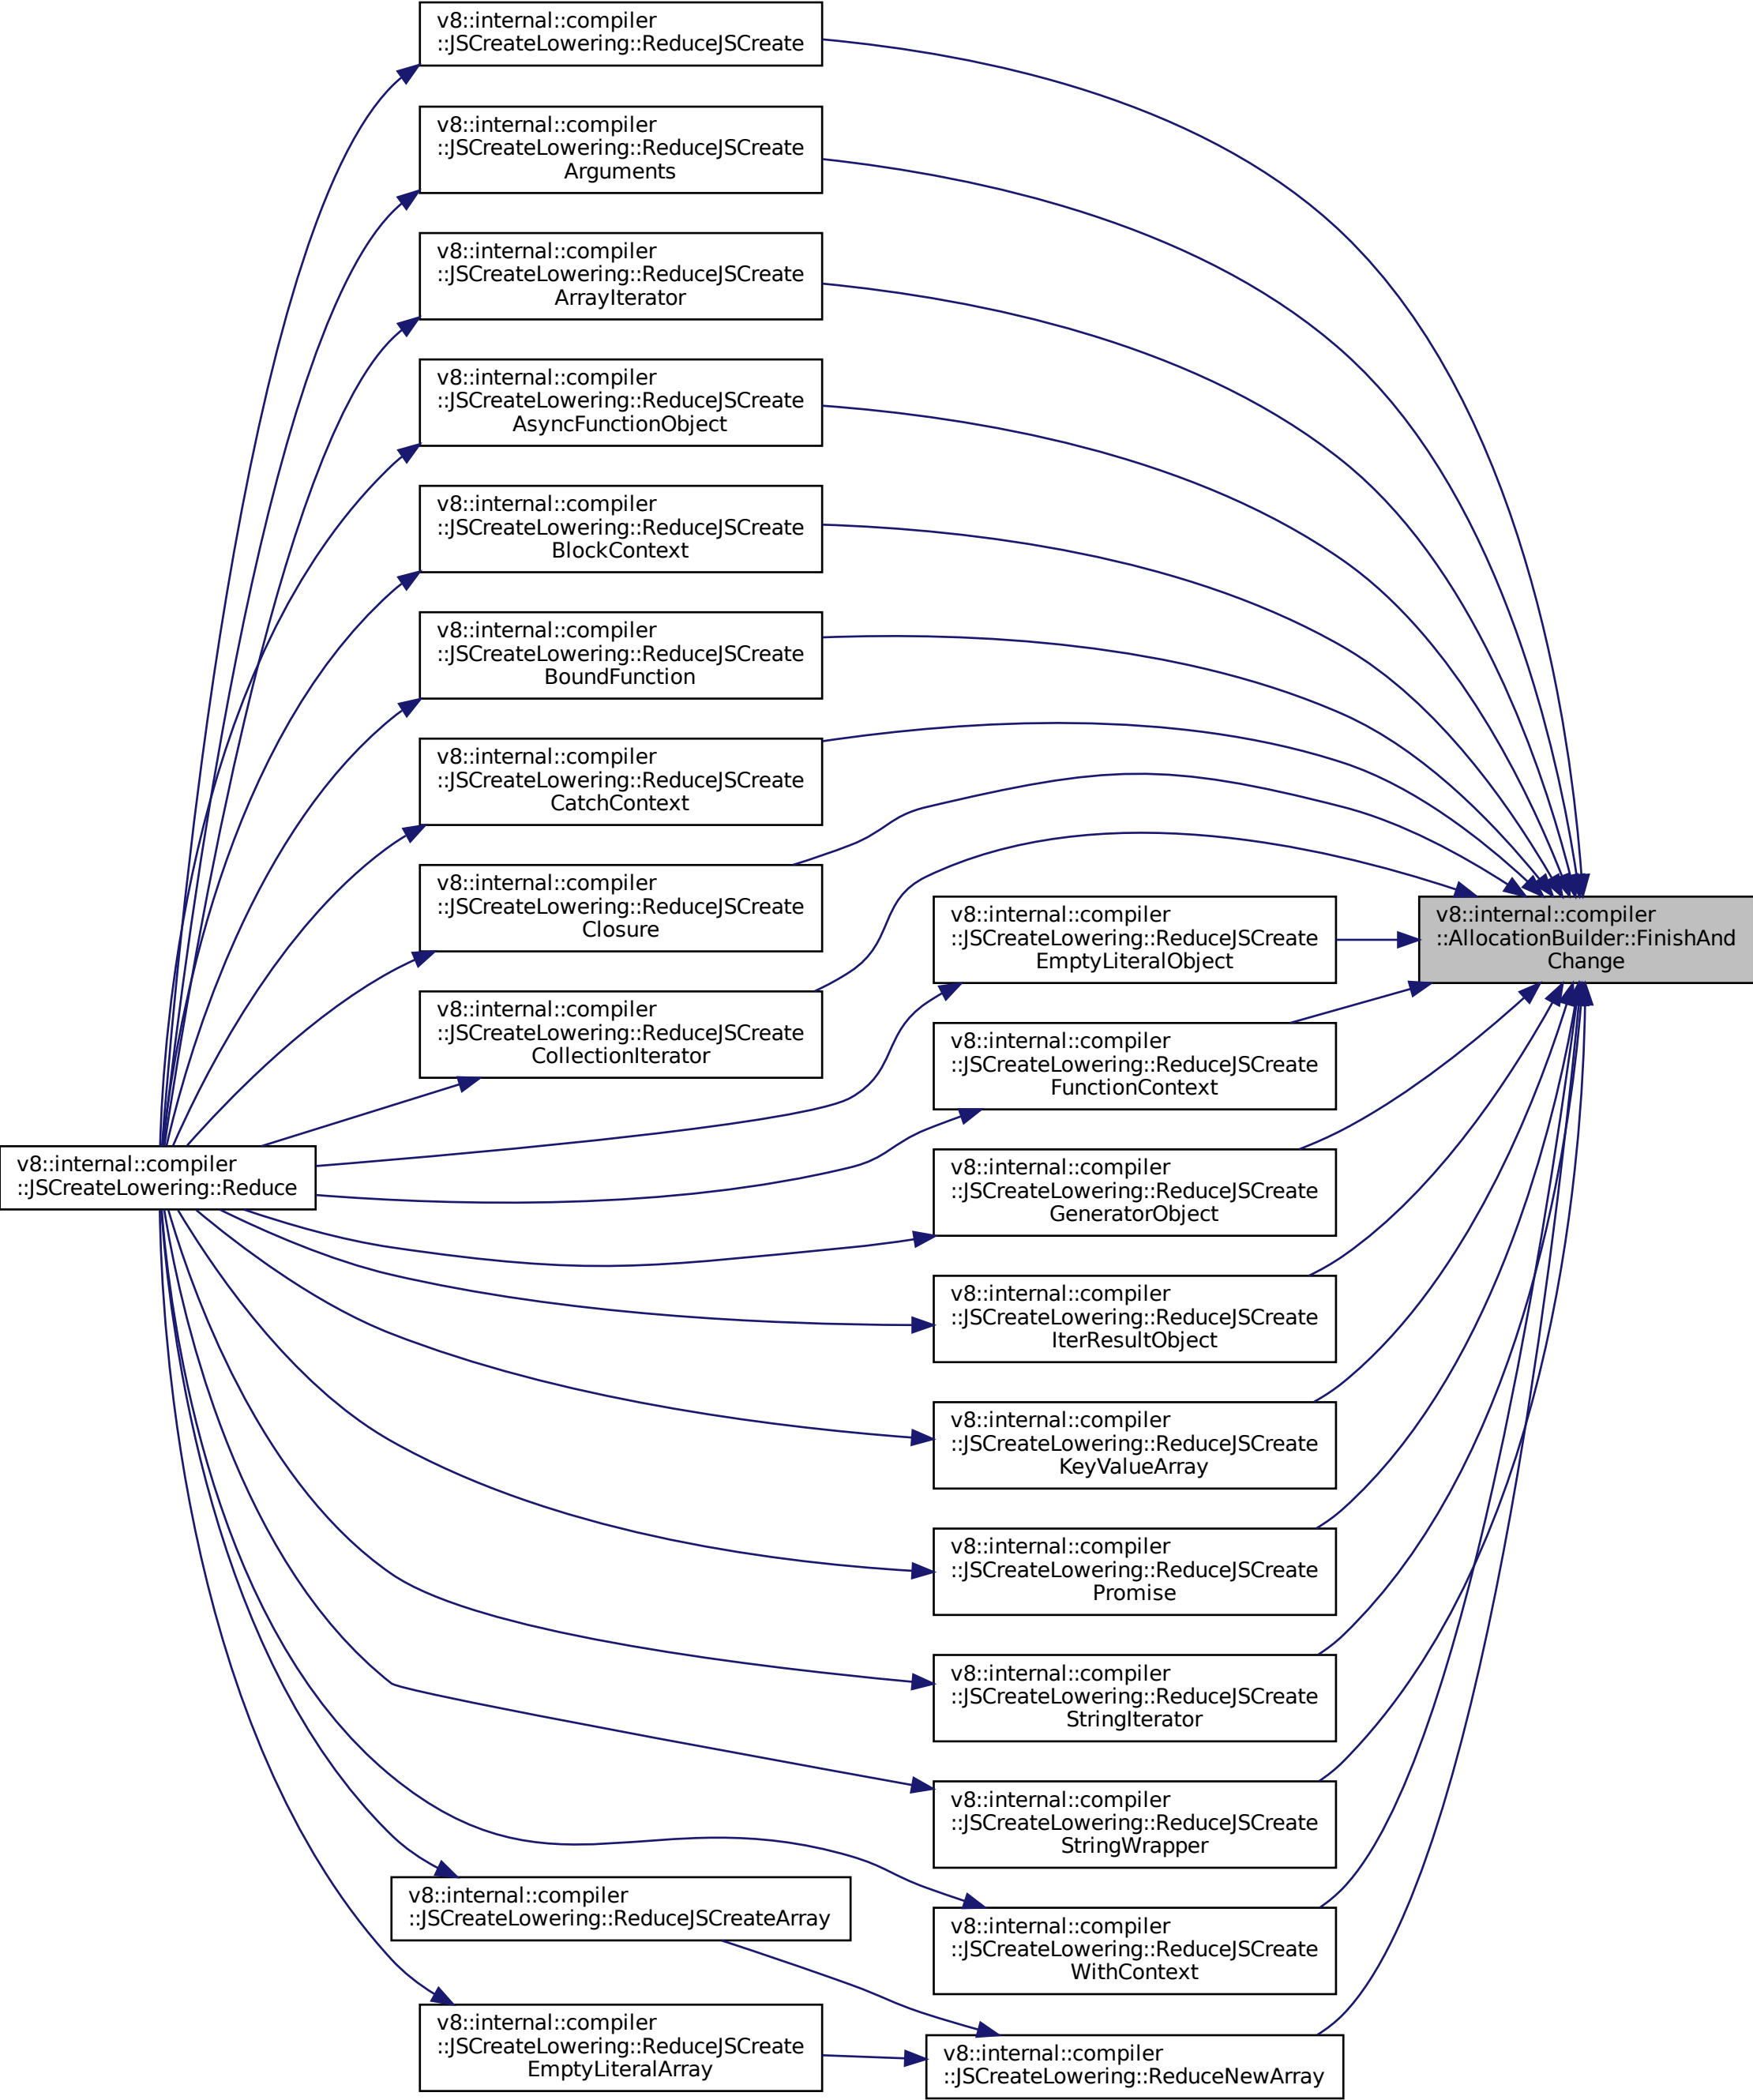 v8::internal::compiler
::JSCreateLowering::ReduceJSCreate
v8::internal::compiler
::JSCreateLowering::ReduceJSCreate
Arguments
v8::internal::compiler
::JSCreateLowering::ReduceJSCreate
ArrayIterator
v8::internal::compiler
::JSCreateLowering::ReduceJSCreate
AsyncFunctionObject
v8::internal::compiler
::JSCreateLowering::ReduceJSCreate
BlockContext
v8::internal::compiler
::JSCreateLowering::ReduceJSCreate
BoundFunction
v8::internal::compiler
::JSCreateLowering::ReduceJSCreate
CatchContext
v8::internal::compiler
::JSCreateLowering::ReduceJSCreate
Closure
v8::internal::compiler
::JSCreateLowering::ReduceJSCreate
CollectionIterator
v8::internal::compiler
::JSCreateLowering::ReduceJSCreate
EmptyLiteralObject
v8::internal::compiler
::AllocationBuilder::FinishAnd
Change
v8::internal::compiler
::JSCreateLowering::ReduceJSCreate
FunctionContext
v8::internal::compiler
::JSCreateLowering::Reduce
v8::internal::compiler
::JSCreateLowering::ReduceJSCreate
GeneratorObject
v8::internal::compiler
::JSCreateLowering::ReduceJSCreate
IterResultObject
v8::internal::compiler
::JSCreateLowering::ReduceJSCreate
KeyValueArray
v8::internal::compiler
::JSCreateLowering::ReduceJSCreate
Promise
v8::internal::compiler
::JSCreateLowering::ReduceJSCreate
StringIterator
v8::internal::compiler
::JSCreateLowering::ReduceJSCreate
StringWrapper
v8::internal::compiler
::JSCreateLowering::ReduceJSCreateArray
v8::internal::compiler
::JSCreateLowering::ReduceJSCreate
WithContext
v8::internal::compiler
::JSCreateLowering::ReduceJSCreate
EmptyLiteralArray
v8::internal::compiler
::JSCreateLowering::ReduceNewArray